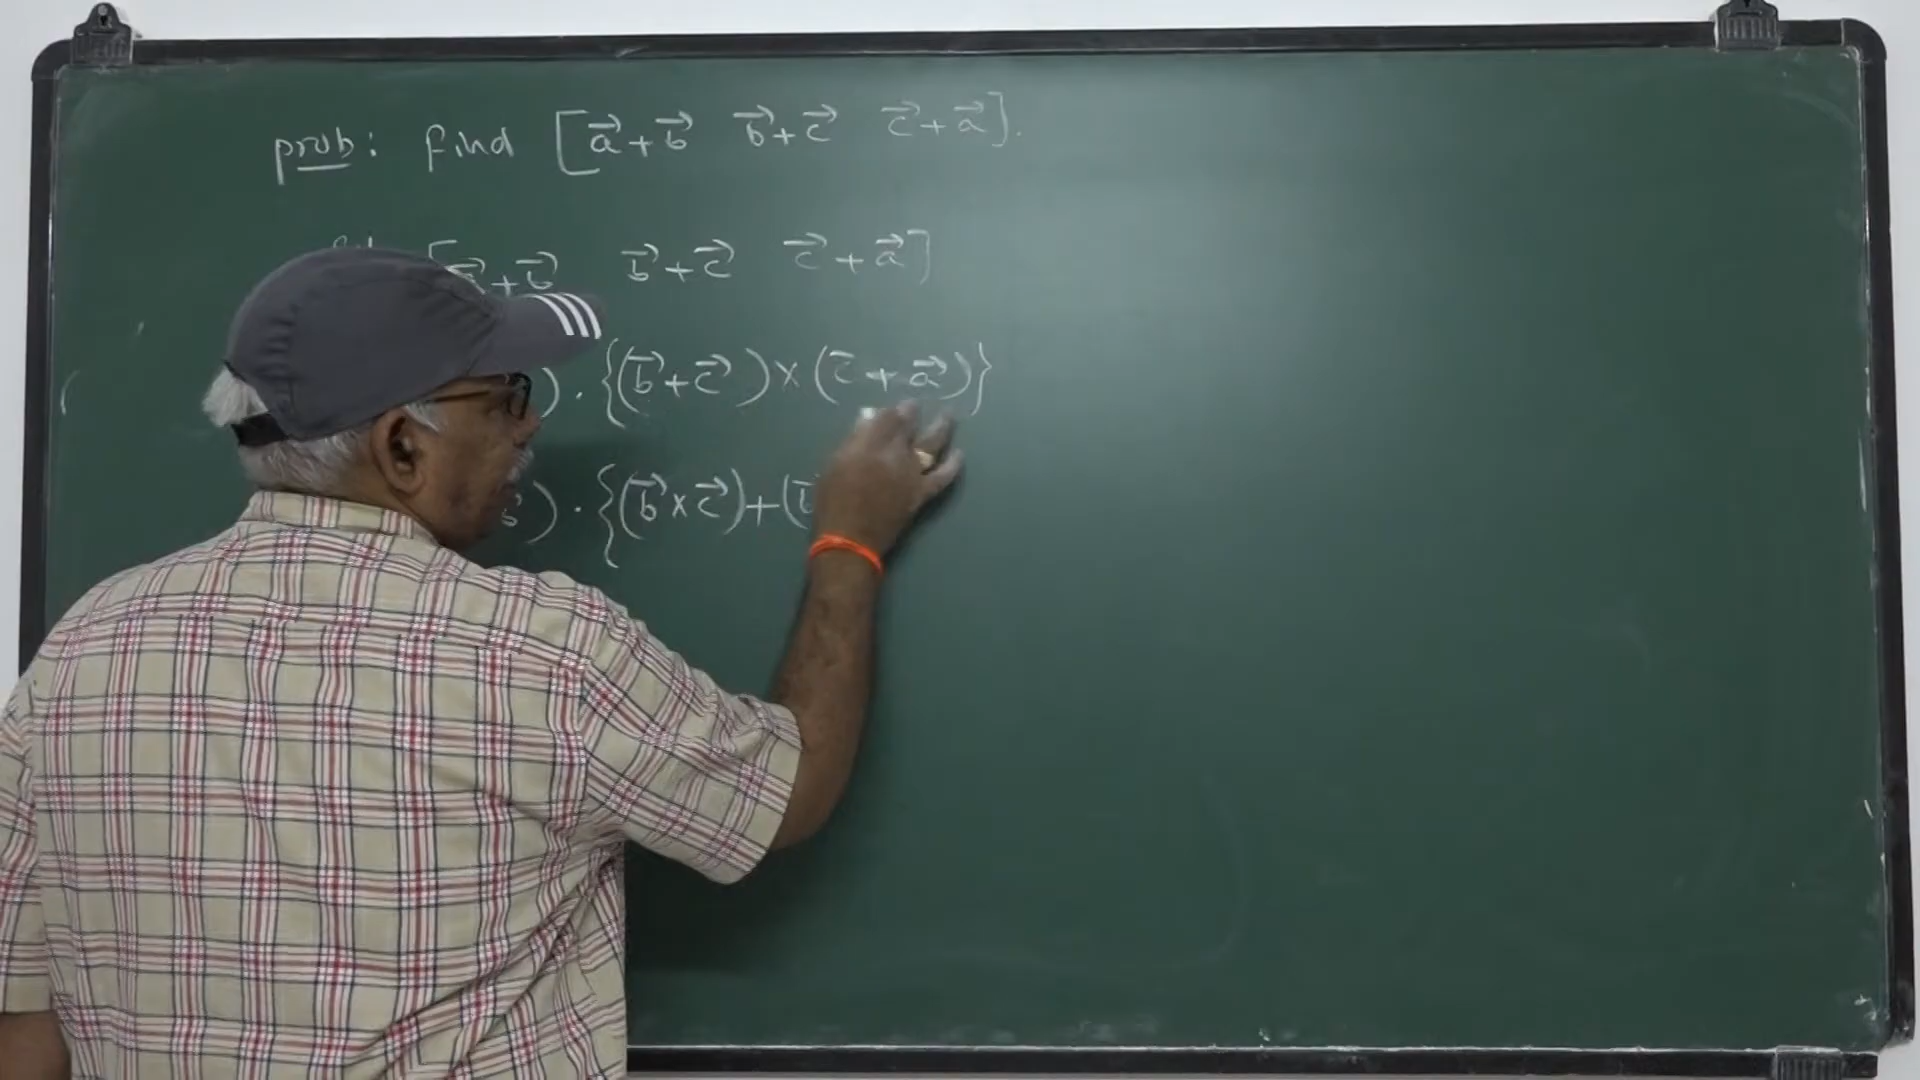 prob: find [a⃗+b⃗ b⃗+c⃗ c⃗+a⃗].
[a⃗+b⃗ b⃗+c⃗ c⃗+a⃗]
( ) · {(b⃗+c⃗)×(c⃗+a⃗)}
b⃗) · {(b⃗×c⃗)+(b⃗